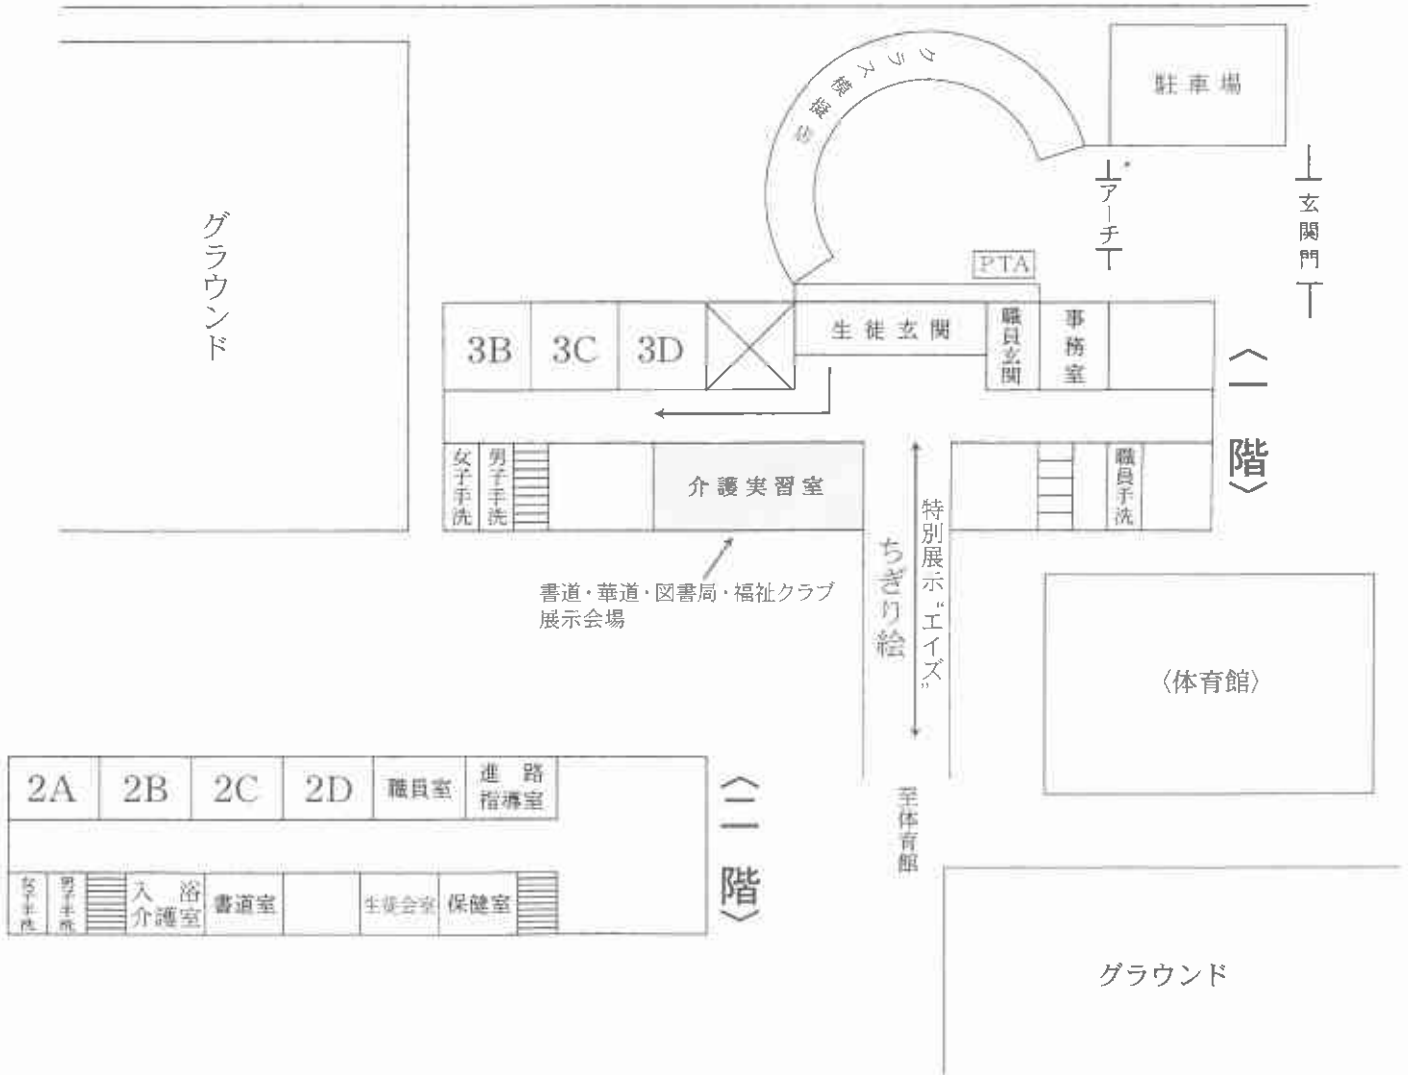 クラス模擬店
駐車場
アーチ
玄関門
グラウンド
PTA
3B
3C
3D
生徒玄関
職員玄関
事務室
〈一階〉
女子手洗
男子手洗
介護実習室
職員手洗
特別展示“エイズ”
ちぎり絵
書道・華道・図書局・福祉クラブ
展示会場
〈体育館〉
至体育館
2A
2B
2C
2D
職員室
進路
指導室
〈二階〉
女子手洗
男子手洗
入浴
介護室
書道室
生徒会室
保健室
グラウンド